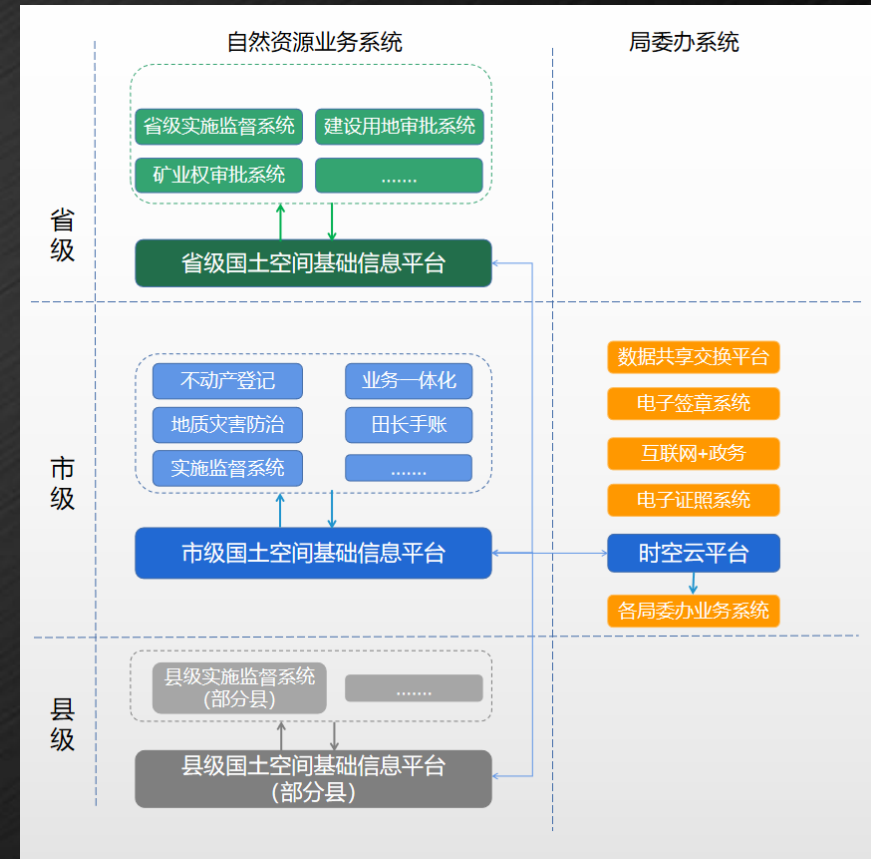 自然资源业务系统
局委办系统
省级实施监督系统
建设用地审批系统
矿业权审批系统
.......
省级
省级国土空间基础信息平台
不动产登记
业务一体化
地质灾害防治
田长手账
实施监督系统
.......
市级
市级国土空间基础信息平台
数据共享交换平台
电子签章系统
互联网+政务
电子证照系统
时空云平台
各局委办业务系统
县级实施监督系统
(部分县)
.......
县级
县级国土空间基础信息平台
(部分县)